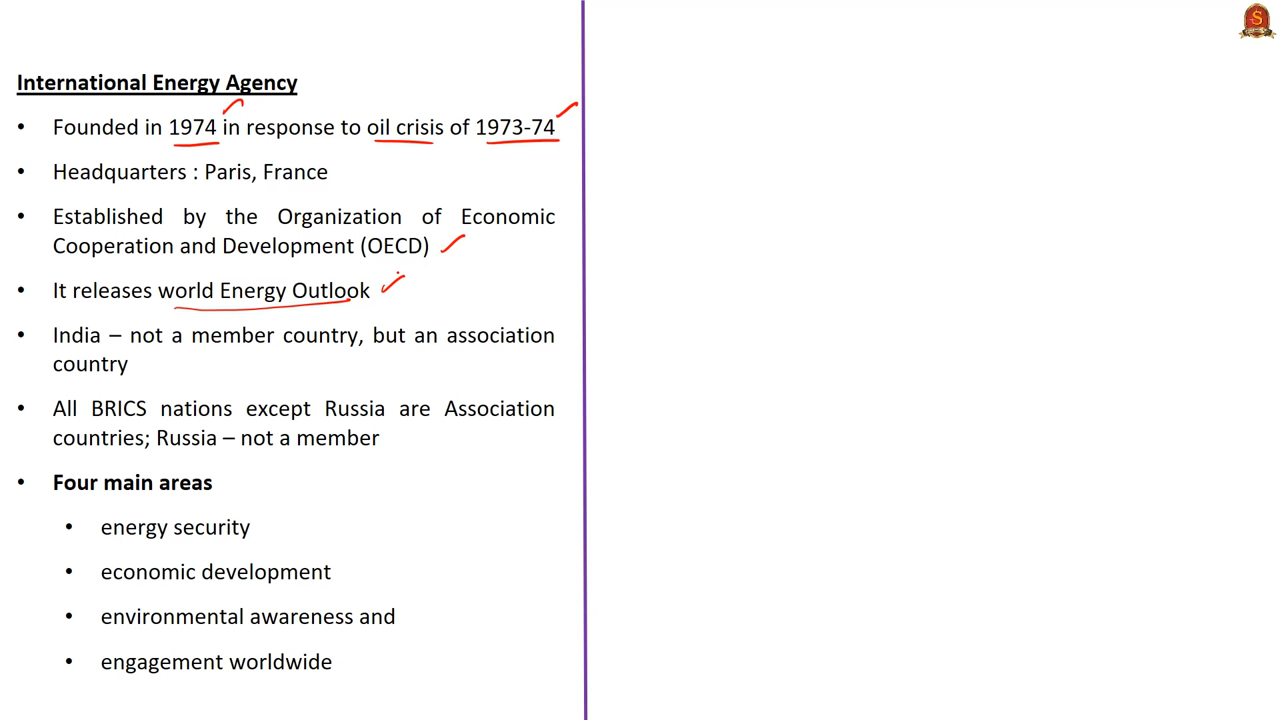 International Energy Agency
• Founded in 1974 in response to oil crisis of 1973-74
• Headquarters : Paris, France
• Established by the Organization of Economic
Cooperation and Development (OECD)
• It releases world Energy Outlook
• India – not a member country, but an association
country
• All BRICS nations except Russia are Association
countries; Russia – not a member
• Four main areas
• energy security
• economic development
• environmental awareness and
• engagement worldwide